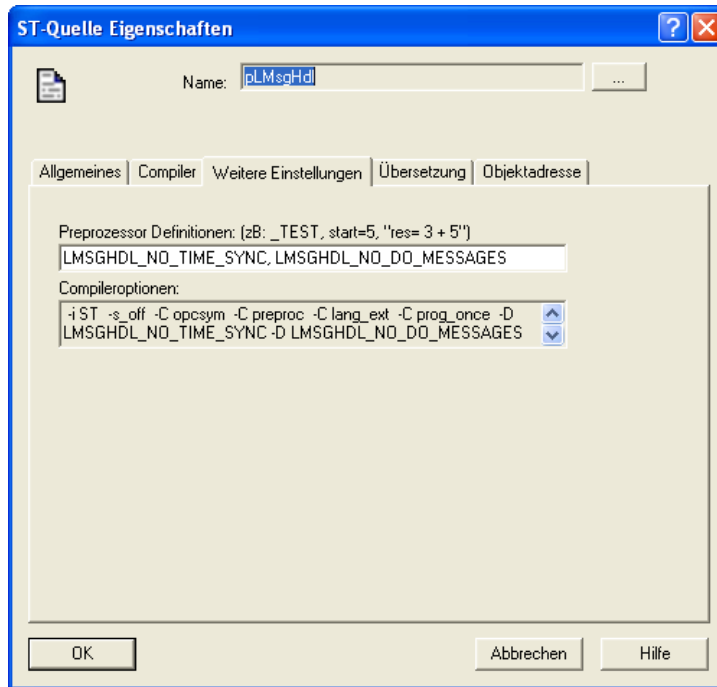 ST-Quelle Eigenschaften
Name: pLMsgHdl ...
Allgemeines Compiler Weitere Einstellungen Übersetzung Objektadresse
Preprozessor Definitionen: (zB: _TEST, start=5, "res= 3 + 5")
LMSGHDL_NO_TIME_SYNC, LMSGHDL_NO_DO_MESSAGES
Compileroptionen:
-i ST -s_off -C opcsym -C preproc -C lang_ext -C prog_once -D
LMSGHDL_NO_TIME_SYNC -D LMSGHDL_NO_DO_MESSAGES
OK Abbrechen Hilfe